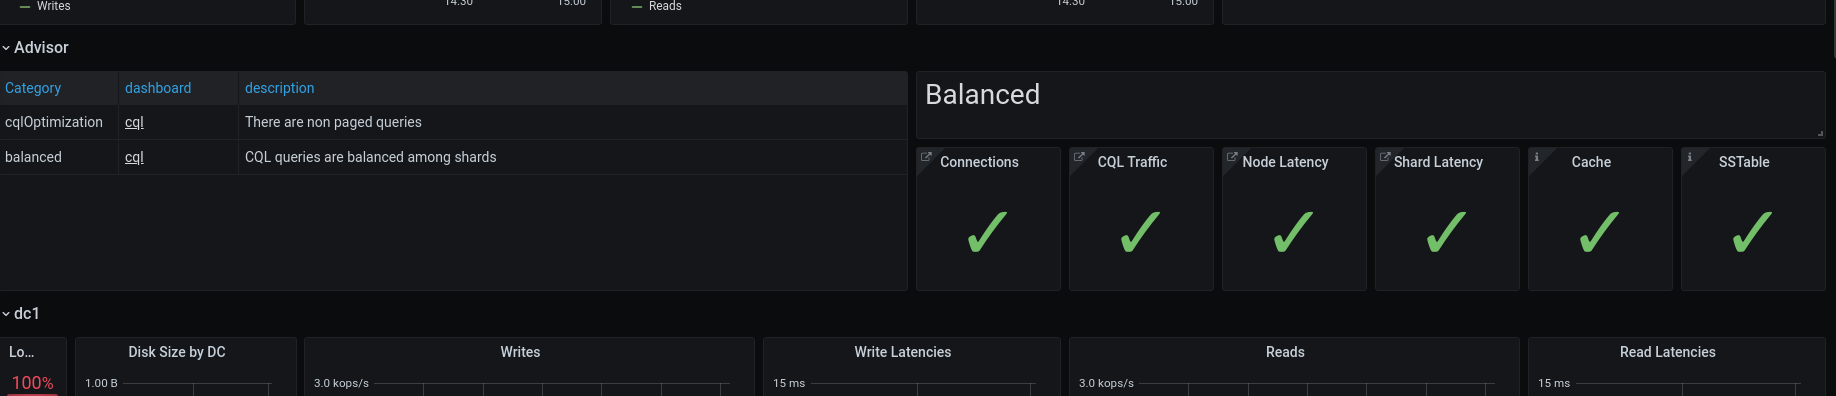 Writes
14:30
15:00
Reads
14:30
15:00
Advisor
Category dashboard description
cqlOptimization cql There are non paged queries
balanced cql CQL queries are balanced among shards
Balanced
Connections
CQL Traffic
Node Latency
Shard Latency
Cache
SSTable
dc1
Lo...
100%
Disk Size by DC
1.00 B
Writes
3.0 kops/s
Write Latencies
15 ms
Reads
3.0 kops/s
Read Latencies
15 ms